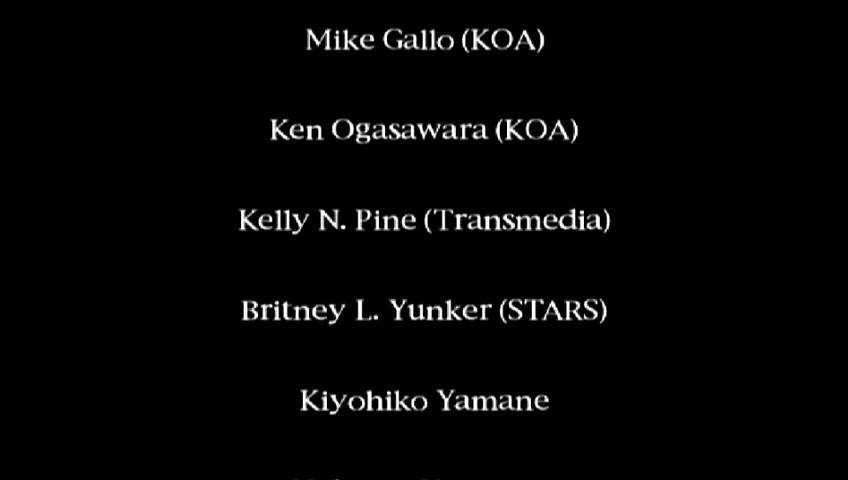 Mike Gallo (KOA)
Ken Ogasawara (KOA)
Kelly N. Pine (Transmedia)
Britney L. Yunker (STARS)
Kiyohiko Yamane